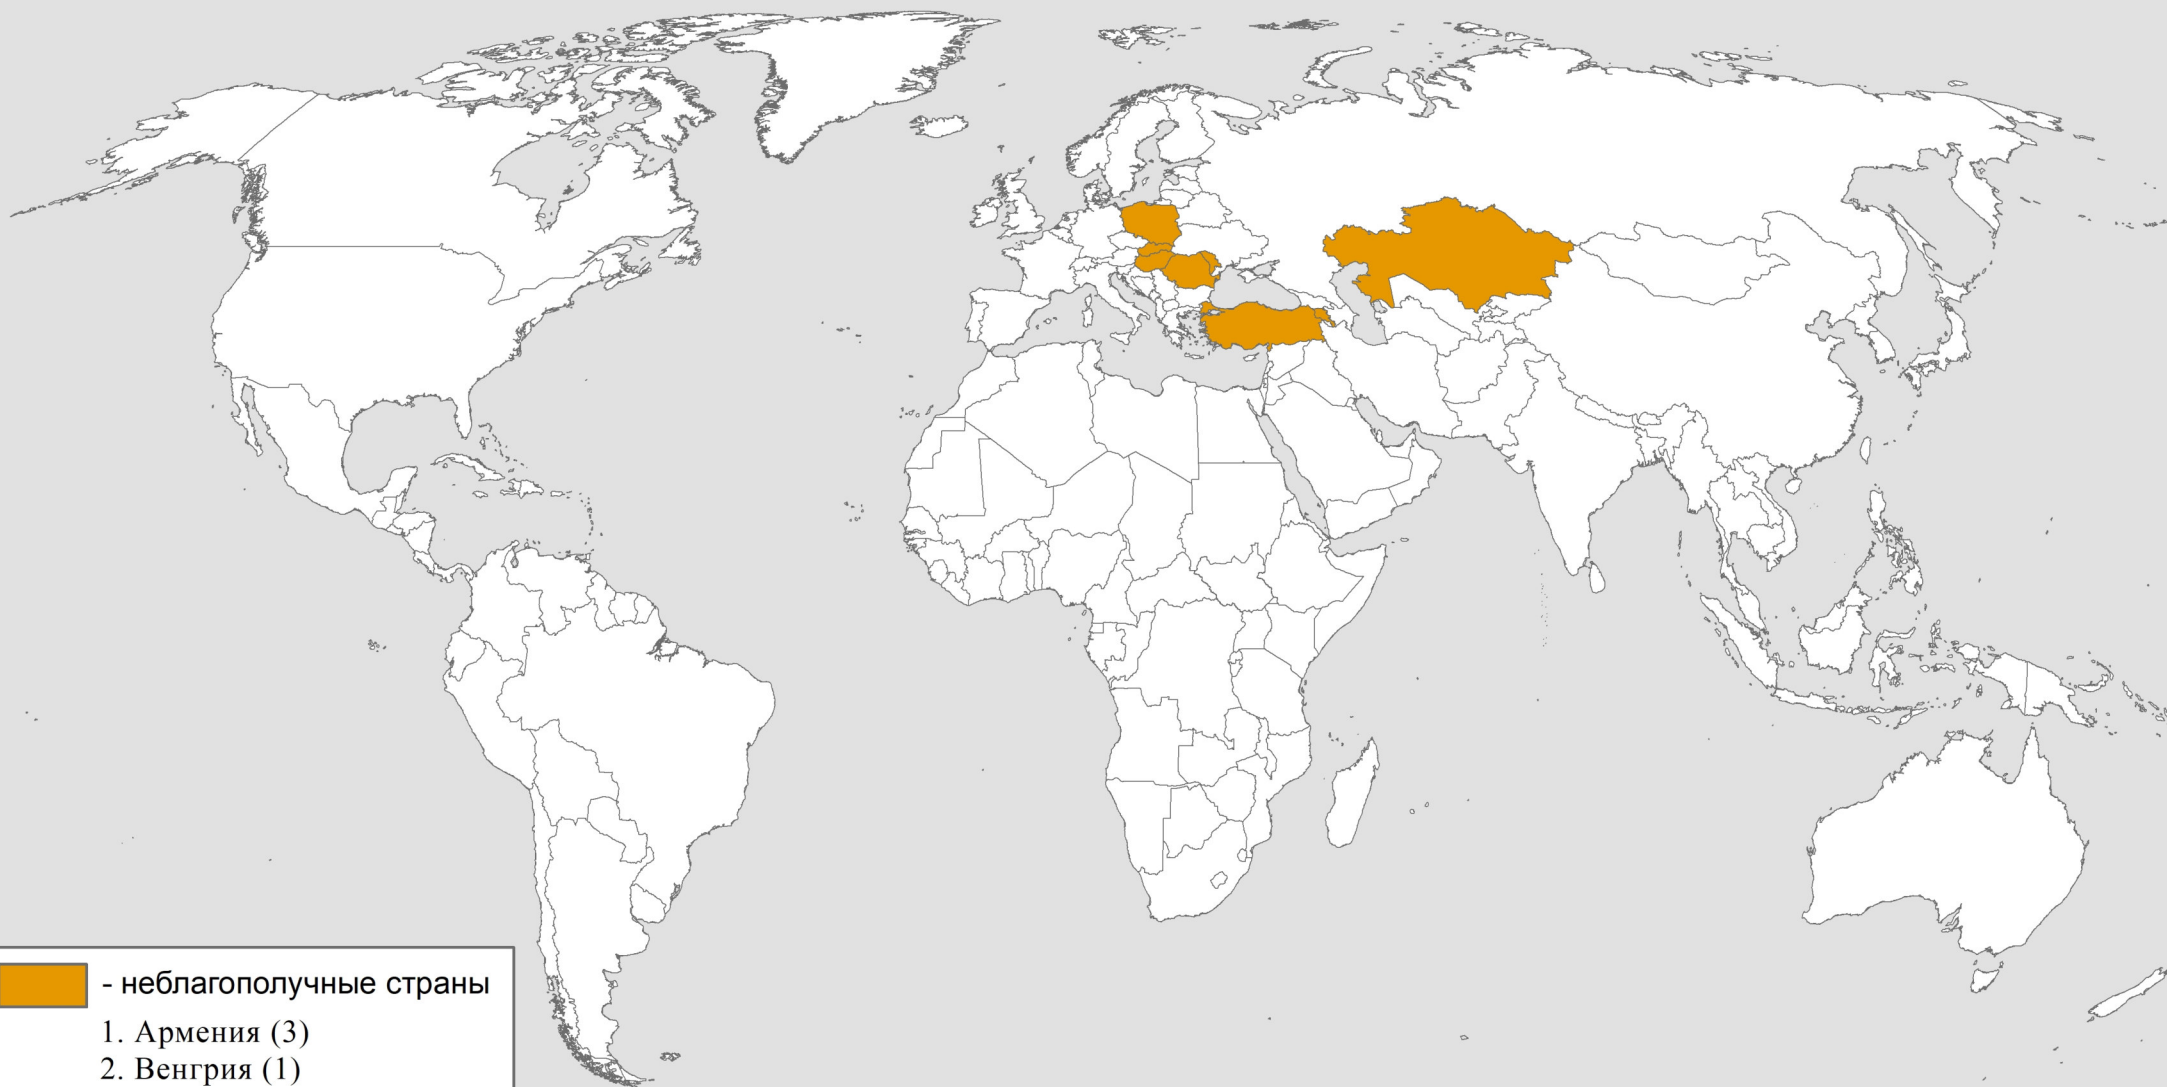 - неблагополучные страны
1. Армения (3)
2. Венгрия (1)